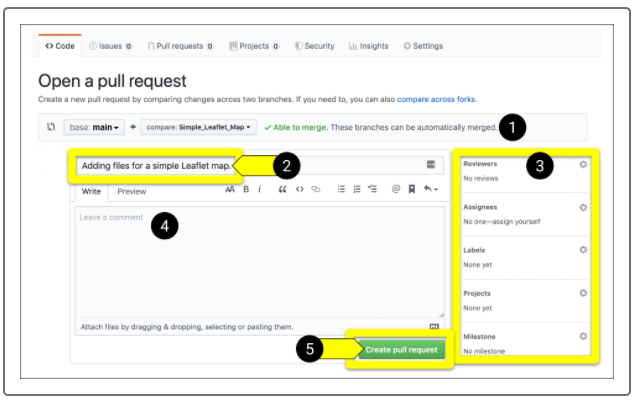 Code Issues 0 Pull requests 0 Projects 0 Security Insights Settings
Open a pull request
Create a new pull request by comparing changes across two branches. If you need to, you can also compare across forks.
base: main compare: Simple_Leaflet_Map ✓ Able to merge. These branches can be automatically merged. 1
Adding files for a simple Leaflet map. 2
Write Preview AA B i
Leave a comment
4
Attach files by dragging & dropping, selecting or pasting them.
5 Create pull request
Reviewers 3
No reviews
Assignees
No one—assign yourself
Labels
None yet
Projects
None yet
Milestone
No milestone